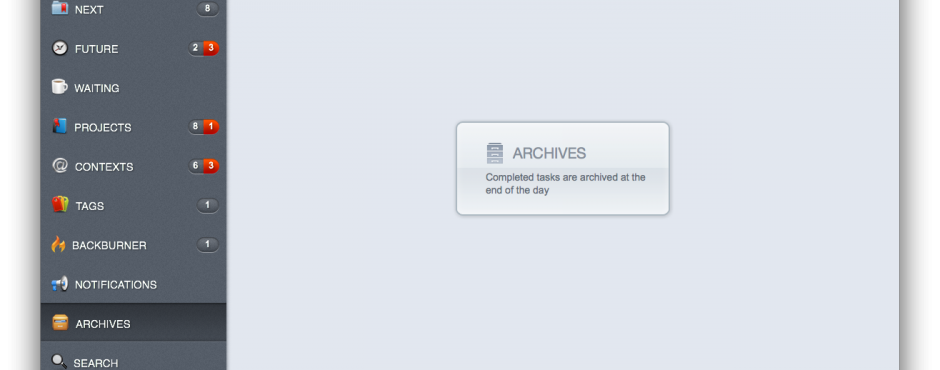 NEXT 8
FUTURE 2 3
WAITING
PROJECTS 8 1
CONTEXTS 6 3
TAGS 1
BACKBURNER 1
NOTIFICATIONS
ARCHIVES
SEARCH
ARCHIVES
Completed tasks are archived at the
end of the day